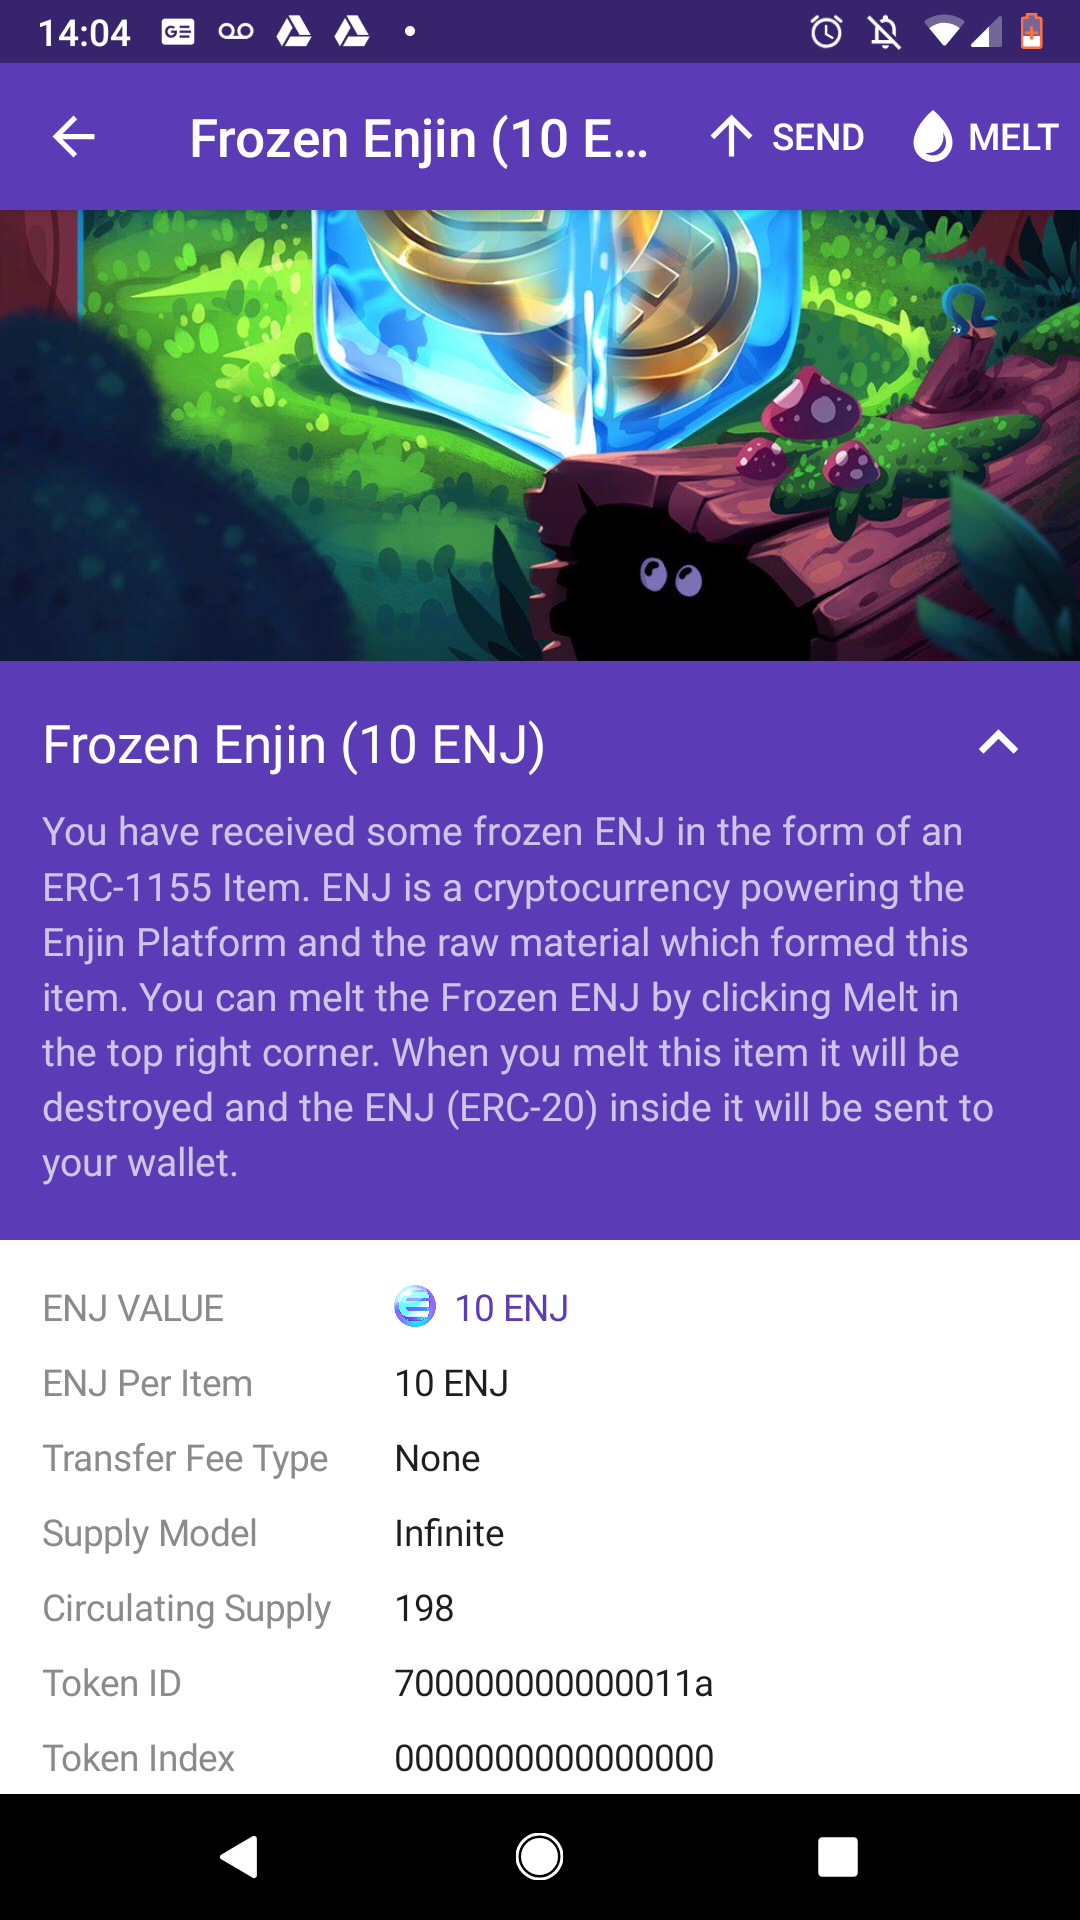 14:04
Frozen Enjin (10 E... SEND MELT
Frozen Enjin (10 ENJ)
You have received some frozen ENJ in the form of an
ERC-1155 Item. ENJ is a cryptocurrency powering the
Enjin Platform and the raw material which formed this
item. You can melt the Frozen ENJ by clicking Melt in
the top right corner. When you melt this item it will be
destroyed and the ENJ (ERC-20) inside it will be sent to
your wallet.
ENJ VALUE 10 ENJ
ENJ Per Item 10 ENJ
Transfer Fee Type None
Supply Model Infinite
Circulating Supply 198
Token ID 700000000000011a
Token Index 0000000000000000